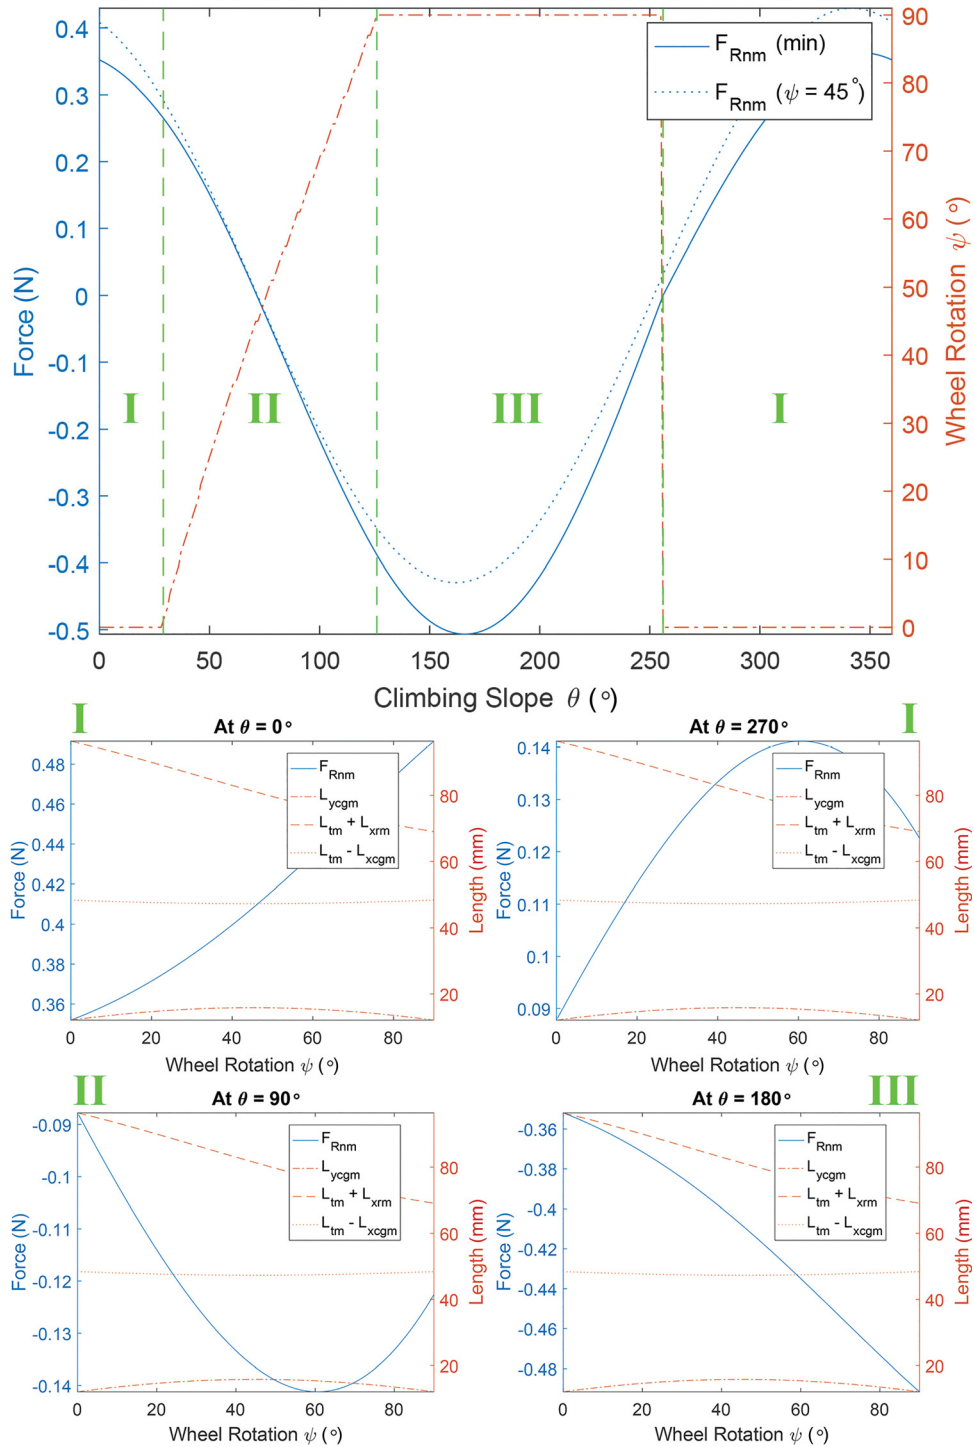 0.4
0.3
0.2
0.1
0
-0.1
-0.2
-0.3
-0.4
-0.5
Force (N)
90
80
70
60
50
40
30
20
10
0
Wheel Rotation ψ (°)
F_Rnm (min)
F_Rnm (ψ = 45°)
I
II
III
I
0 50 100 150 200 250 300 350
Climbing Slope θ (°)
I
At θ = 0°
0.48
0.46
0.44
0.42
0.4
0.38
0.36
Force (N)
F_Rnm
L_ycgm
L_tm + L_xrm
L_tm - L_xcgm
80
60
40
20
Length (mm)
0 20 40 60 80
Wheel Rotation ψ (°)
At θ = 270°
I
0.14
0.13
0.12
0.11
0.1
0.09
Force (N)
F_Rnm
L_ycgm
L_tm + L_xrm
L_tm - L_xcgm
80
60
40
20
Length (mm)
0 20 40 60 80
Wheel Rotation ψ (°)
II
At θ = 90°
-0.09
-0.1
-0.11
-0.12
-0.13
-0.14
Force (N)
F_Rnm
L_ycgm
L_tm + L_xrm
L_tm - L_xcgm
80
60
40
20
Length (mm)
0 20 40 60 80
Wheel Rotation ψ (°)
At θ = 180°
III
-0.36
-0.38
-0.4
-0.42
-0.44
-0.46
-0.48
Force (N)
F_Rnm
L_ycgm
L_tm + L_xrm
L_tm - L_xcgm
80
60
40
20
Length (mm)
0 20 40 60 80
Wheel Rotation ψ (°)